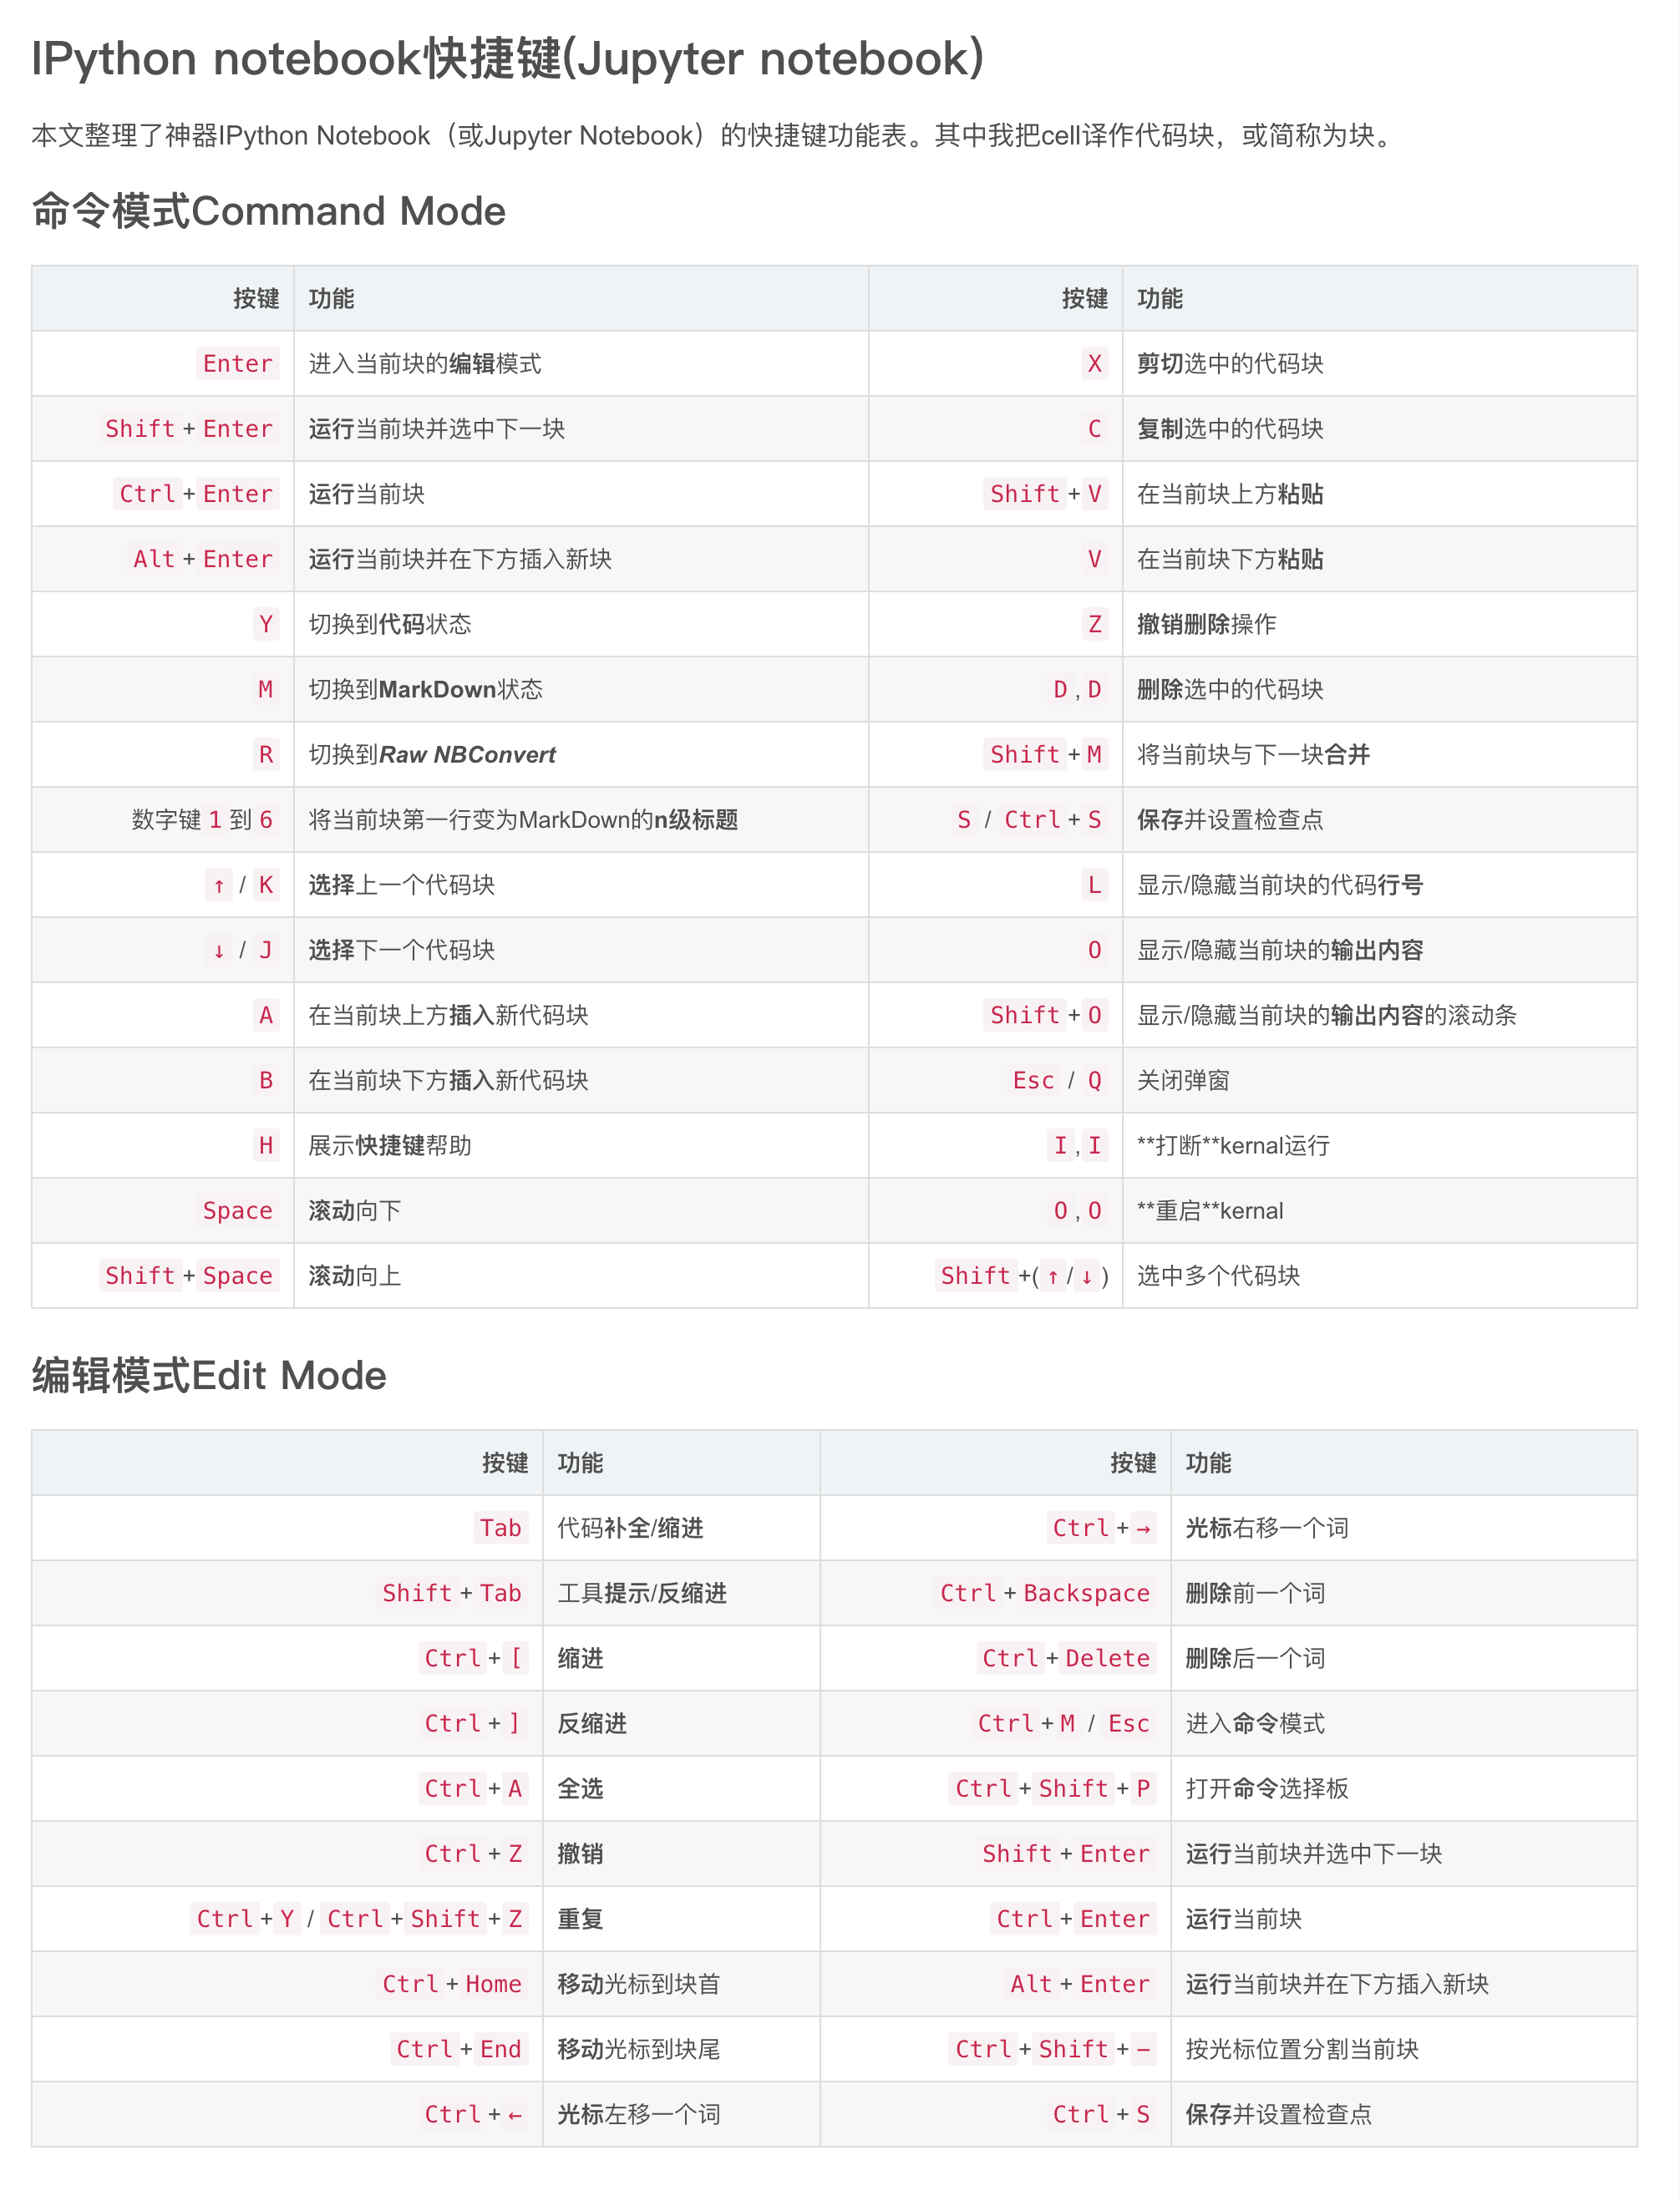 IPython notebook快捷键(Jupyter notebook)
本文整理了神器IPython Notebook（或Jupyter Notebook）的快捷键功能表。其中我把cell译作代码块，或简称为块。
命令模式Command Mode
按键 功能 按键 功能
Enter 进入当前块的编辑模式 X 剪切选中的代码块
Shift+Enter 运行当前块并选中下一块 C 复制选中的代码块
Ctrl+Enter 运行当前块 Shift+V 在当前块上方粘贴
Alt+Enter 运行当前块并在下方插入新块 V 在当前块下方粘贴
Y 切换到代码状态 Z 撤销删除操作
M 切换到MarkDown状态 D,D 删除选中的代码块
R 切换到Raw NBConvert Shift+M 将当前块与下一块合并
数字键1到6 将当前块第一行变为MarkDown的n级标题 S / Ctrl+S 保存并设置检查点
↑ / K 选择上一个代码块 L 显示/隐藏当前块的代码行号
↓ / J 选择下一个代码块 O 显示/隐藏当前块的输出内容
A 在当前块上方插入新代码块 Shift+O 显示/隐藏当前块的输出内容的滚动条
B 在当前块下方插入新代码块 Esc / Q 关闭弹窗
H 展示快捷键帮助 I,I **打断**kernal运行
Space 滚动向下 O,O **重启**kernal
Shift+Space 滚动向上 Shift+(↑/↓) 选中多个代码块
编辑模式Edit Mode
按键 功能 按键 功能
Tab 代码补全/缩进 Ctrl+→ 光标右移一个词
Shift+Tab 工具提示/反缩进 Ctrl+Backspace 删除前一个词
Ctrl+[ 缩进 Ctrl+Delete 删除后一个词
Ctrl+] 反缩进 Ctrl+M / Esc 进入命令模式
Ctrl+A 全选 Ctrl+Shift+P 打开命令选择板
Ctrl+Z 撤销 Shift+Enter 运行当前块并选中下一块
Ctrl+Y / Ctrl+Shift+Z 重复 Ctrl+Enter 运行当前块
Ctrl+Home 移动光标到块首 Alt+Enter 运行当前块并在下方插入新块
Ctrl+End 移动光标到块尾 Ctrl+Shift+− 按光标位置分割当前块
Ctrl+← 光标左移一个词 Ctrl+S 保存并设置检查点